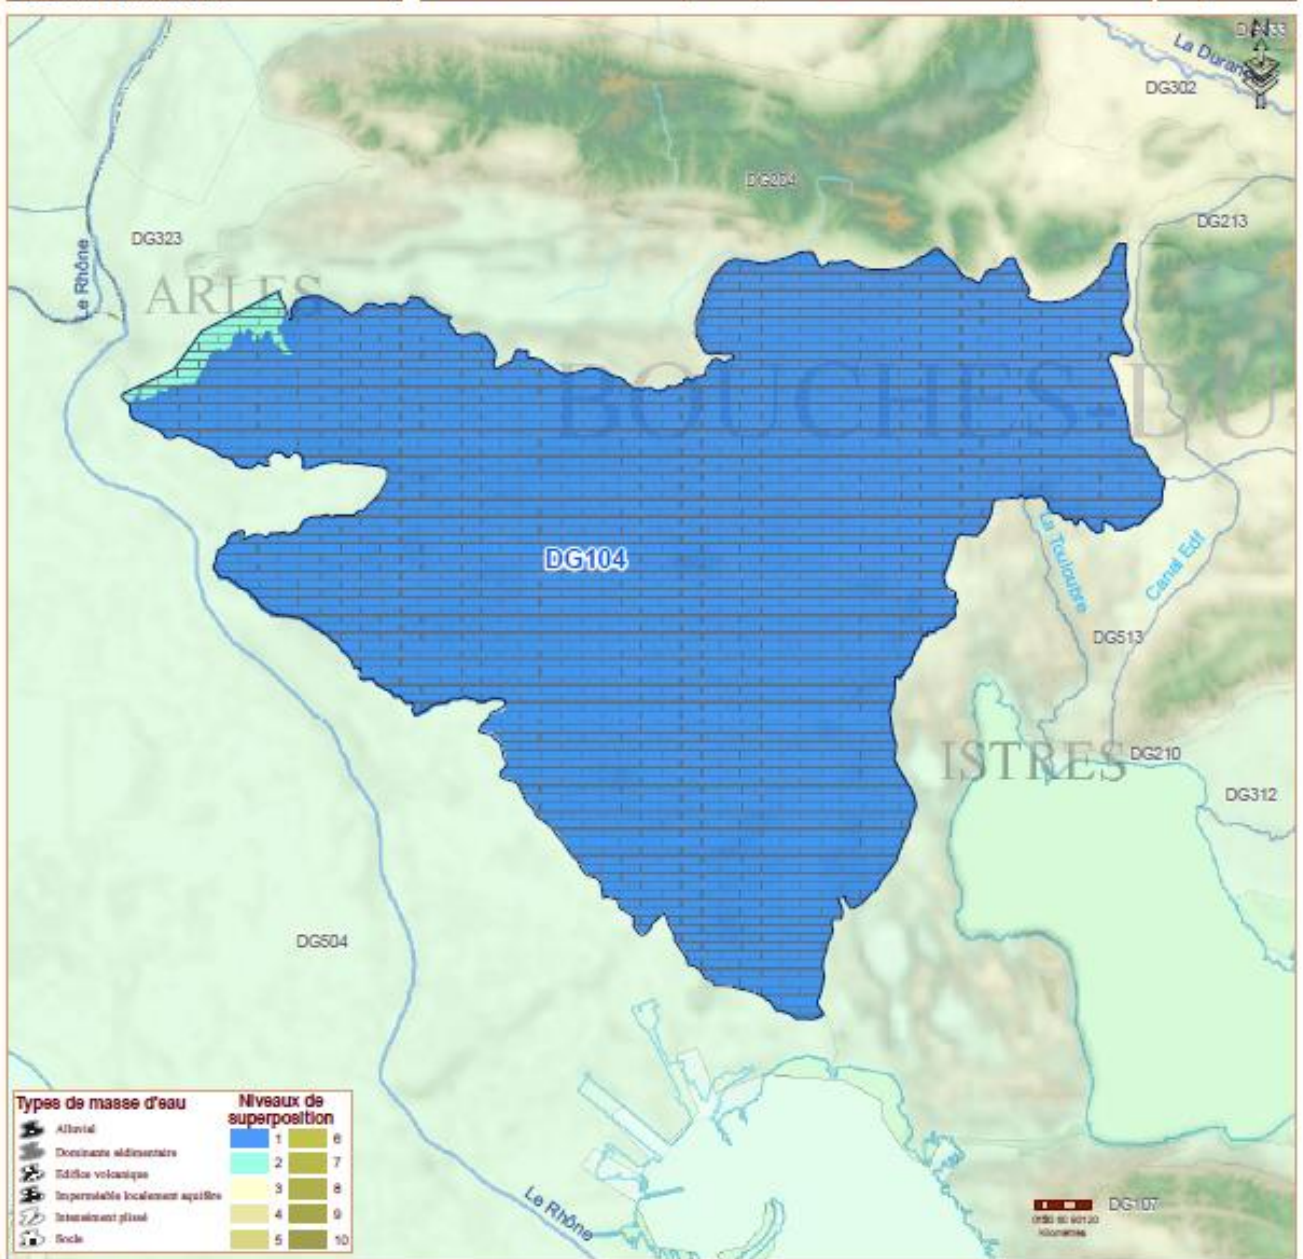 N
La Durance
DG302
DG204
DG213
DG323
Le Rhône
ARLES
BOUCHES-DU
DG104
La Touloubre
Canal Edf
DG513
ISTRES
DG210
DG312
DG504
Types de masse d'eau
Alluvial
Dominante sédimentaire
Edifice volcanique
Imperméable localement aquifère
Intensément plissé
Socle
Niveaux de superposition
1 6
2 7
3 8
4 9
5 10
Le Rhône
DG107
Kilomètres